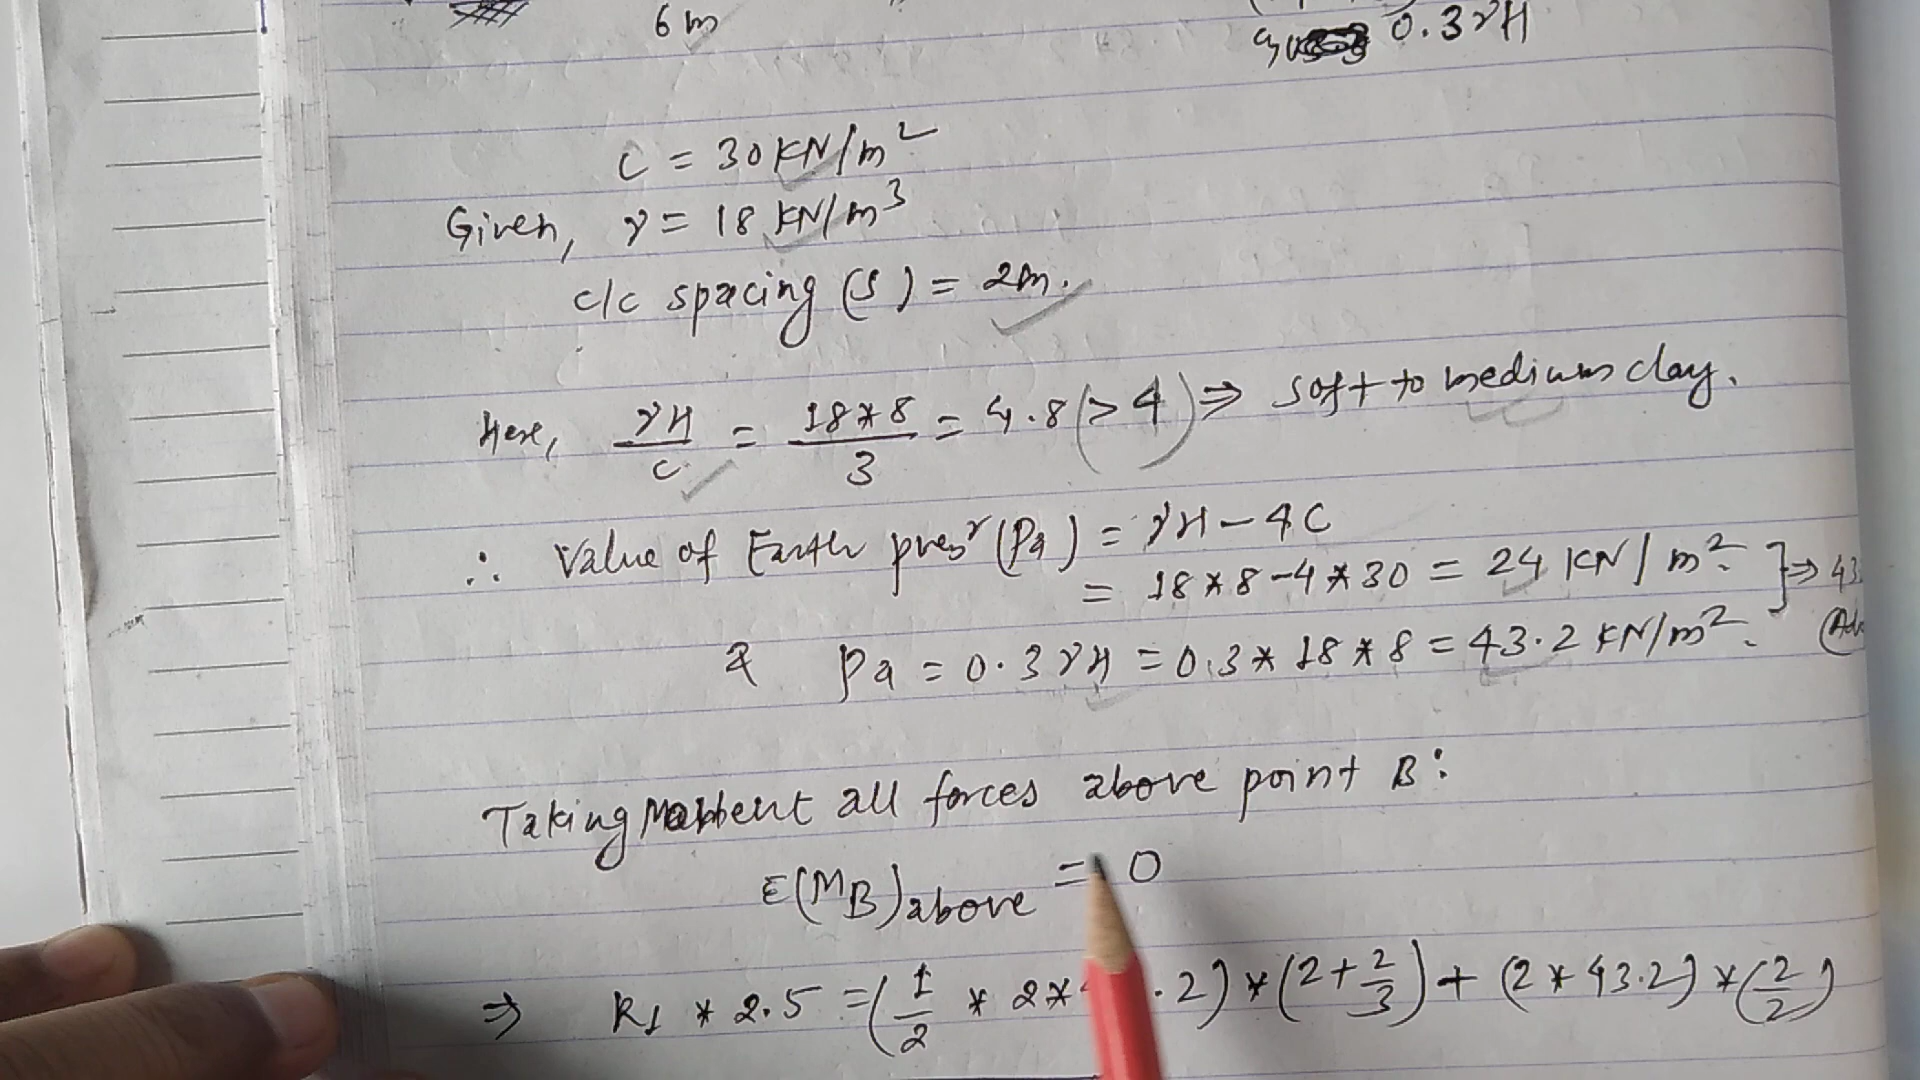 6m
0.3γH
C = 30 KN/m²
Given, γ = 18 KN/m³
c/c spacing (S) = 2m.
Here, γH/C = 18*8/3 = 4.8 (> 4) ⇒ soft to medium clay.
∴ Value of Earth presʳ (Pa) = γH - 4C
= 18*8-4*30 = 24 KN/m² ⇒ 43
& Pa = 0.3γH = 0.3*18*8 = 43.2 KN/m².
Taking Moment all forces above point B:
Σ(MB)above = 0
⇒ R1 * 2.5 = (1/2 * 2* .2) * (2+2/3) + (2*43.2) * (2/2)